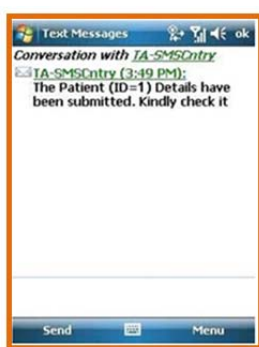 Text Messages ok
Conversation with TA-SMSCntry
TA-SMSCntry (3:49 PM):
The Patient (ID=1) Details have
been submitted. Kindly check it
Send Menu